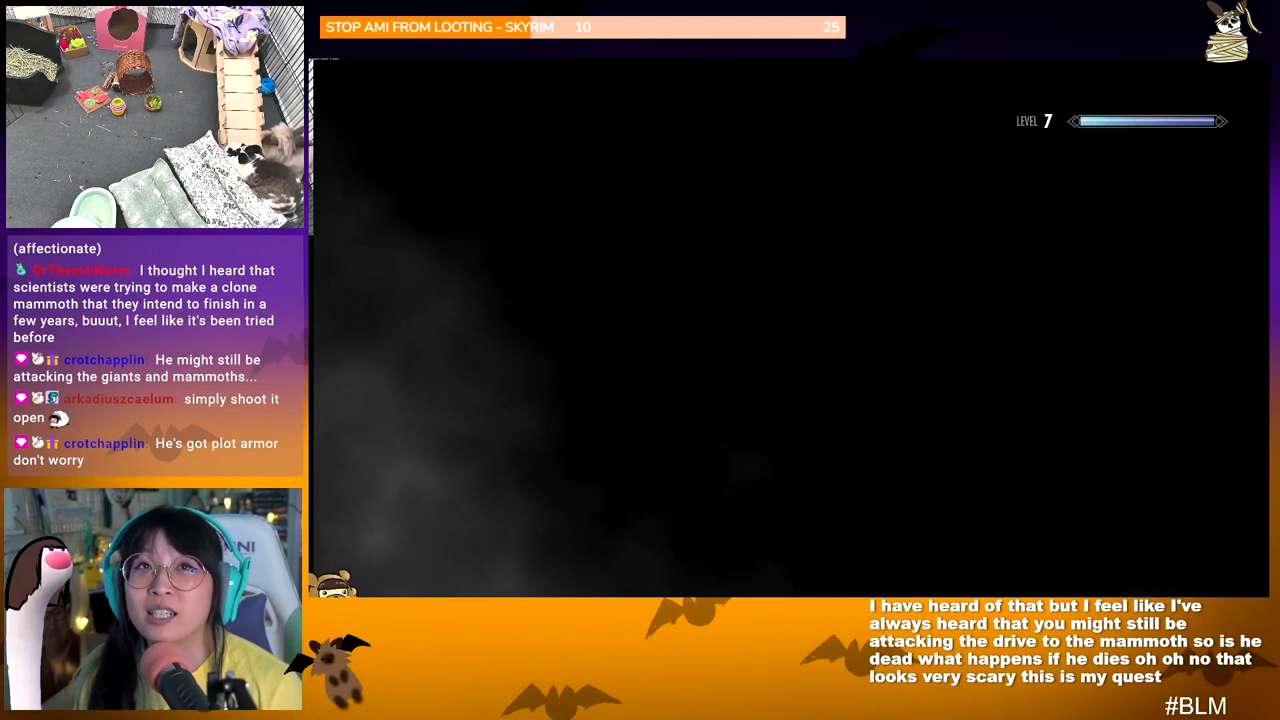 STOP AMI FROM LOOTING - SKYRIM 10 25
LEVEL 7
(affectionate)
DrThemoWorm: I thought I heard that
scientists were trying to make a clone
mammoth that they intend to finish in a
few years, buuut, I feel like it's been tried
before
crotchapplin: He might still be
attacking the giants and mammoths...
arkadiuszcaelum: simply shoot it
open
crotchapplin: He's got plot armor
don't worry
NNI
I have heard of that but I feel like I've
always heard that you might still be
attacking the drive to the mammoth so is he
dead what happens if he dies oh oh no that
looks very scary this is my quest
#BLM